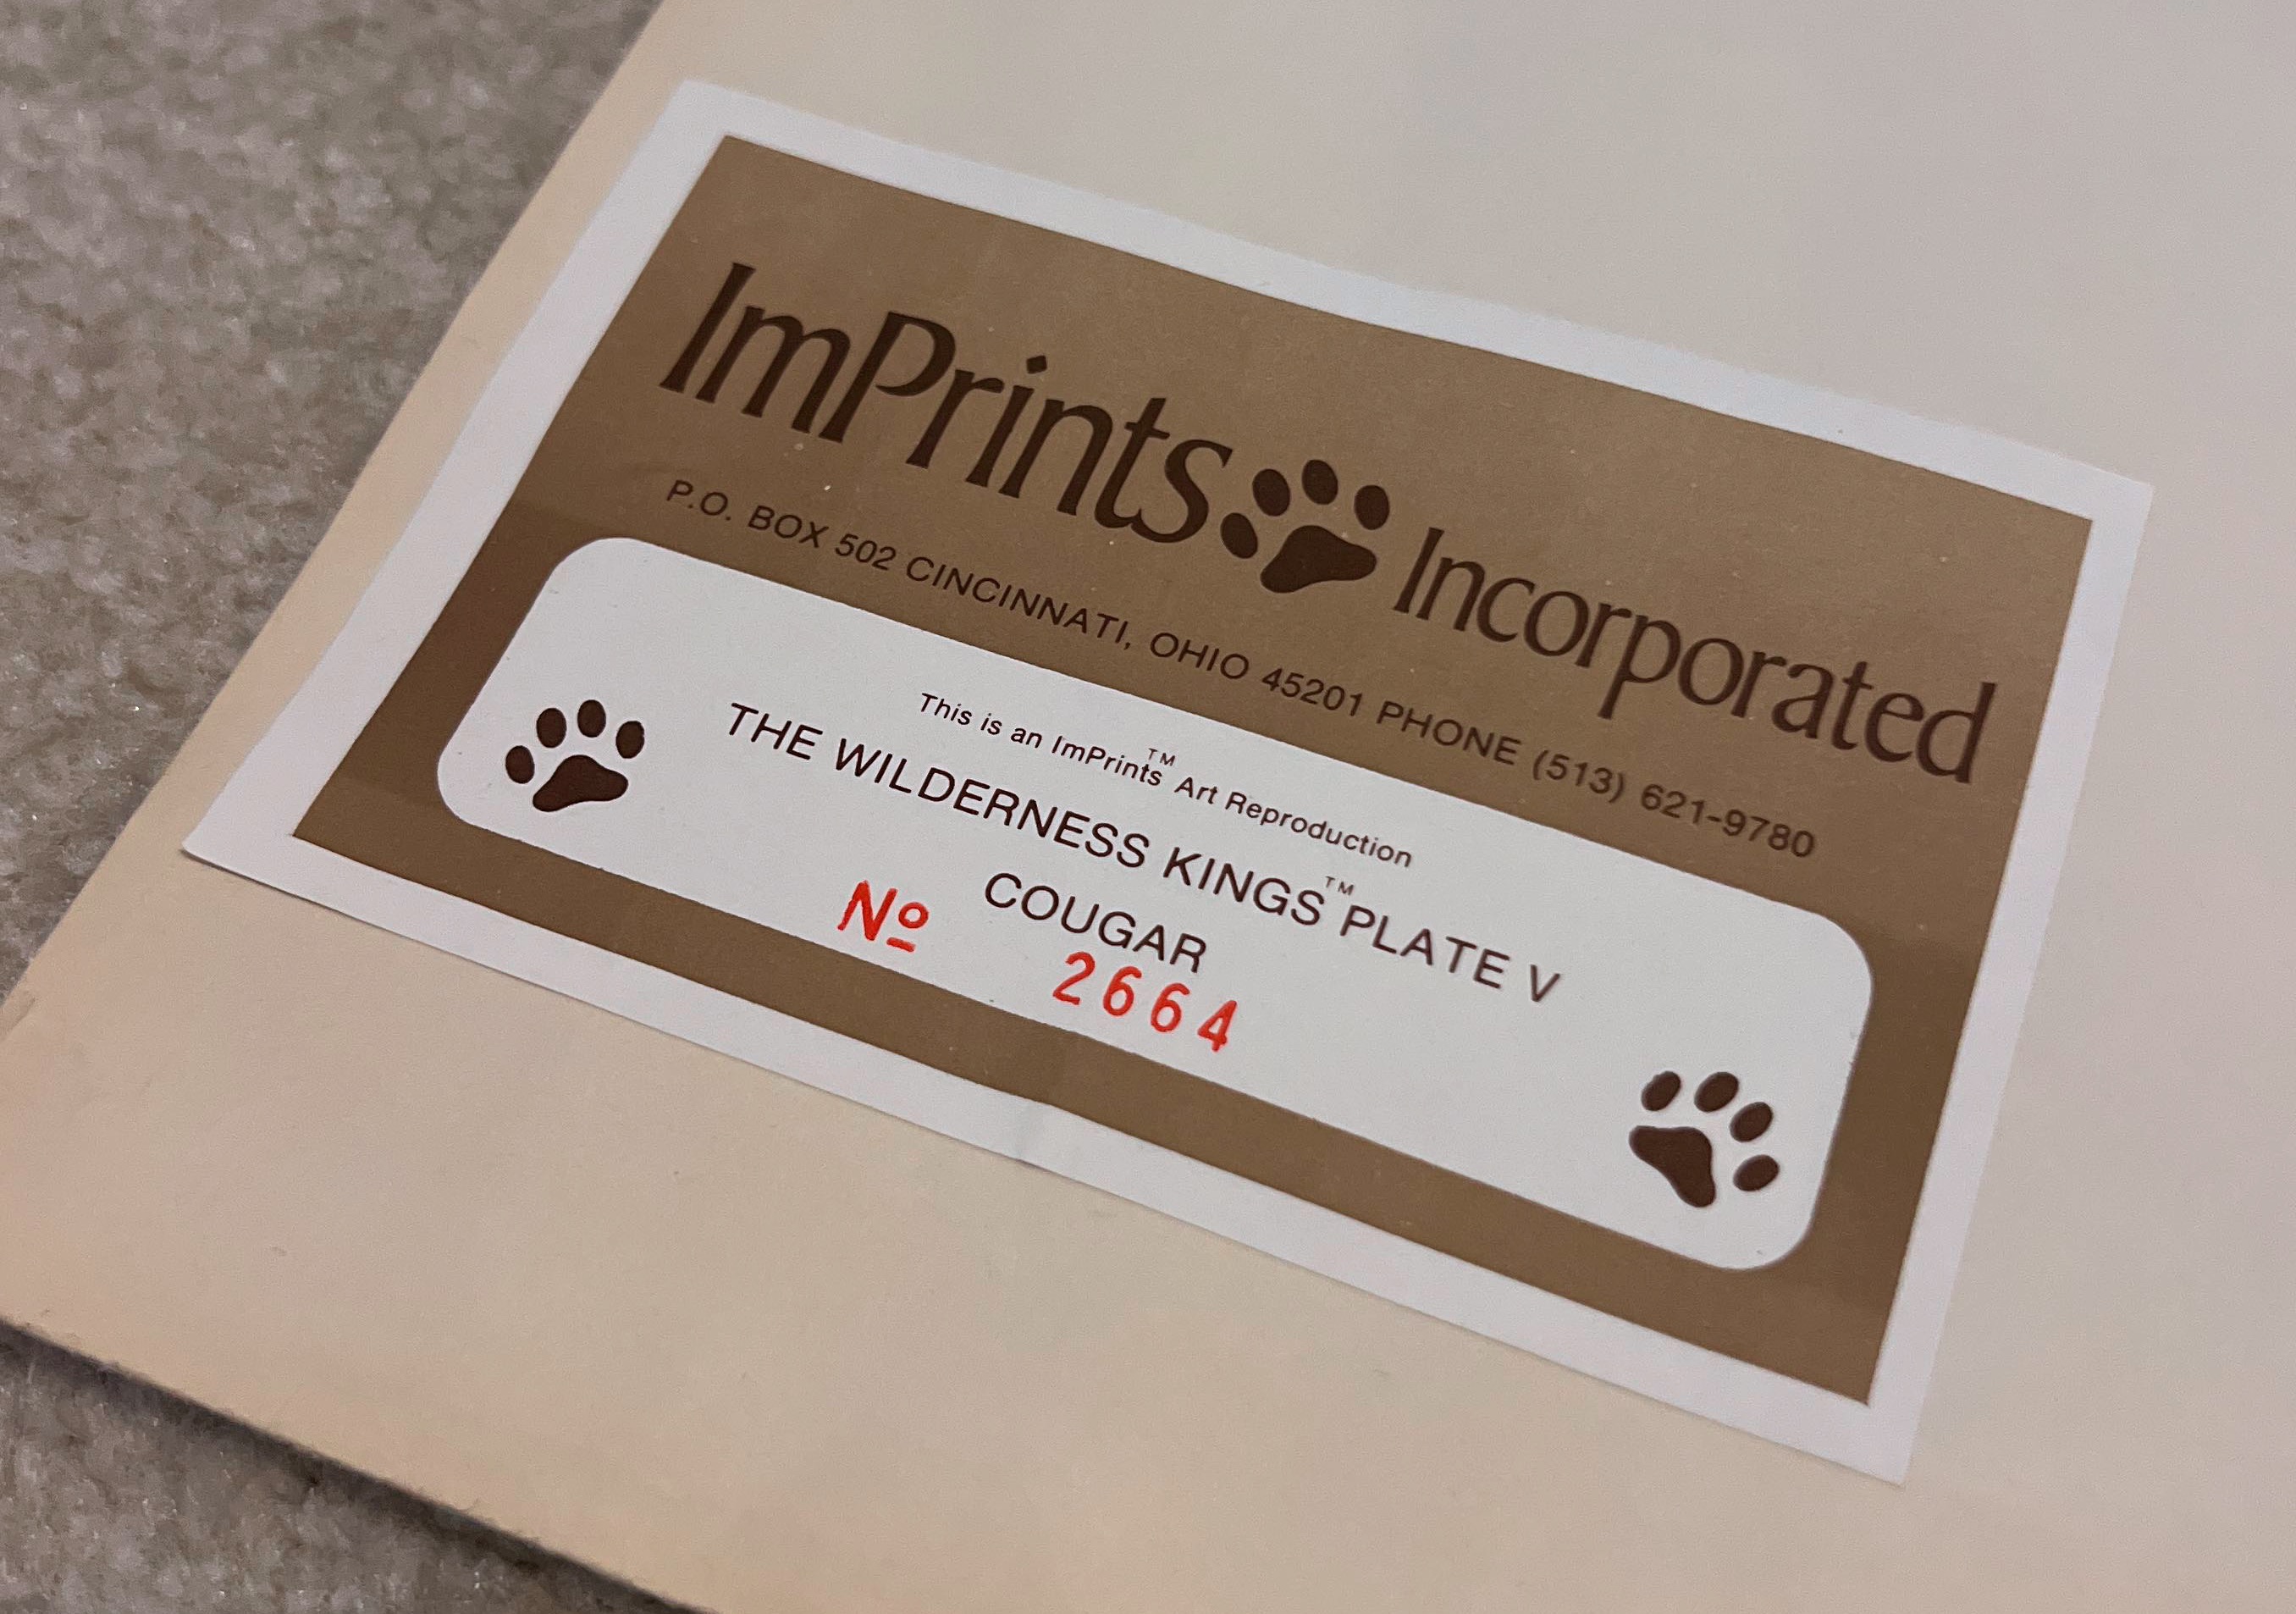 ImPrints Incorporated
P.O. BOX 502 CINCINNATI, OHIO 45201 PHONE (513) 621-9780
This is an ImPrints™ Art Reproduction
THE WILDERNESS KINGS™ PLATE V
COUGAR
Nº 2664